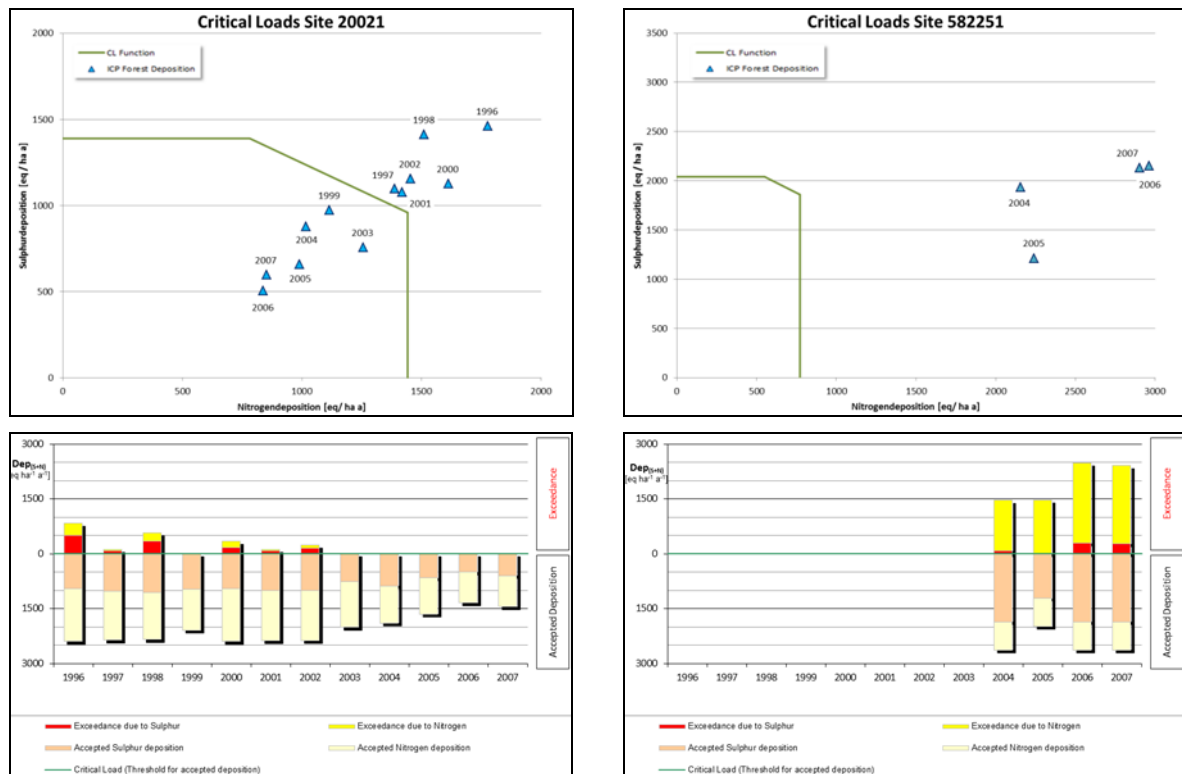 Critical Loads Site 20021
2000
1500
1000
500
0
Sulphurdeposition [eq / ha a]
CL Function
ICP Forest Deposition
1996
1998
2002
2000
1997
2001
1999
2004
2003
2007
2005
2006
0
500
1000
1500
2000
Nitrogendeposition [eq/ ha a]
Critical Loads Site 582251
3500
3000
2500
2000
1500
1000
500
0
Sulphurdeposition [eq / ha a]
CL Function
ICP Forest Deposition
2007
2006
2004
2005
0
500
1000
1500
2000
2500
3000
Nitrogendeposition [eq/ ha a]
3000
Dep[S+N]
eq ha⁻¹ a⁻¹]
1500
0
1500
3000
Exceedance
Accepted Deposition
1996 1997 1998 1999 2000 2001 2002 2003 2004 2005 2006 2007
Exceedance due to Sulphur
Exceedance due to Nitrogen
Accepted Sulphur deposition
Accepted Nitrogen deposition
Critical Load (Threshold for accepted deposition)
3000
Dep[S+N]
[eq ha⁻¹ a⁻¹]
1500
0
1500
3000
Exceedance
Accepted Deposition
1996 1997 1998 1999 2000 2001 2002 2003 2004 2005 2006 2007
Exceedance due to Sulphur
Exceedance due to Nitrogen
Accepted Sulphur deposition
Accepted Nitrogen deposition
Critical Load (Threshold for accepted deposition)